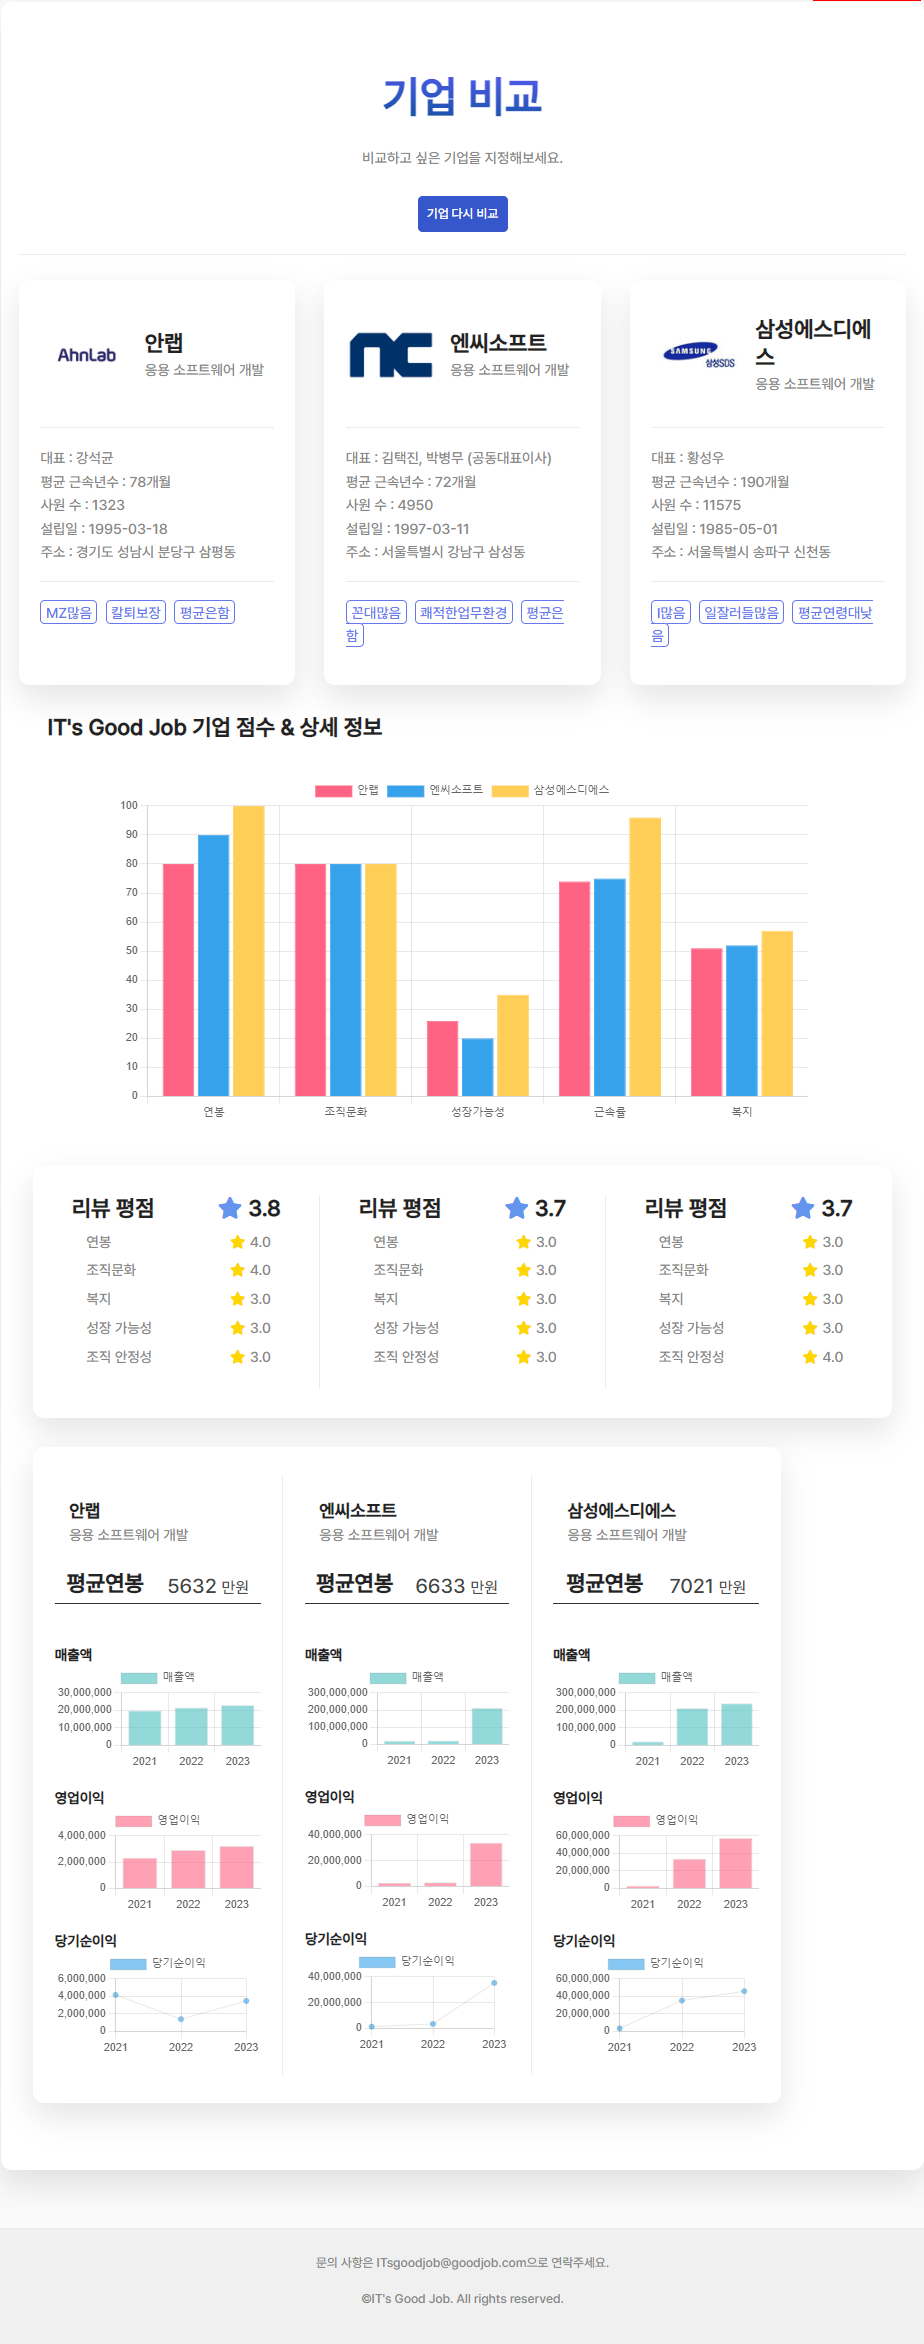 기업 비교
비교하고 싶은 기업을 지정해보세요.
기업 다시 비교
AhnLab
안랩
응용 소프트웨어 개발
대표 : 강석균
평균 근속년수 : 78개월
사원 수 : 1323
설립일 : 1995-03-18
주소 : 경기도 성남시 분당구 삼평동
MZ많음 칼퇴보장 평균은함
nc
엔씨소프트
응용 소프트웨어 개발
대표 : 김택진, 박병무 (공동대표이사)
평균 근속년수 : 72개월
사원 수 : 4950
설립일 : 1997-03-11
주소 : 서울특별시 강남구 삼성동
꼰대많음 쾌적한업무환경 평균은
함
SAMSUNG
삼성SDS
삼성에스디에
스
응용 소프트웨어 개발
대표 : 황성우
평균 근속년수 : 190개월
사원 수 : 11575
설립일 : 1985-05-01
주소 : 서울특별시 송파구 신천동
I많음 일잘러들많음 평균연령대낮
음
IT's Good Job 기업 점수 & 상세 정보
안랩 엔씨소프트 삼성에스디에스
100
90
80
70
60
50
40
30
20
10
0
연봉 조직문화 성장가능성 근속률 복지
리뷰 평점 3.8
연봉 4.0
조직문화 4.0
복지 3.0
성장 가능성 3.0
조직 안정성 3.0
리뷰 평점 3.7
연봉 3.0
조직문화 3.0
복지 3.0
성장 가능성 3.0
조직 안정성 3.0
리뷰 평점 3.7
연봉 3.0
조직문화 3.0
복지 3.0
성장 가능성 3.0
조직 안정성 4.0
안랩
응용 소프트웨어 개발
평균연봉 5632 만원
매출액
매출액
30,000,000
20,000,000
10,000,000
0
2021 2022 2023
영업이익
영업이익
4,000,000
2,000,000
0
2021 2022 2023
당기순이익
당기순이익
6,000,000
4,000,000
2,000,000
0
2021 2022 2023
엔씨소프트
응용 소프트웨어 개발
평균연봉 6633 만원
매출액
매출액
300,000,000
200,000,000
100,000,000
0
2021 2022 2023
영업이익
영업이익
40,000,000
20,000,000
0
2021 2022 2023
당기순이익
당기순이익
40,000,000
20,000,000
0
2021 2022 2023
삼성에스디에스
응용 소프트웨어 개발
평균연봉 7021 만원
매출액
매출액
300,000,000
200,000,000
100,000,000
0
2021 2022 2023
영업이익
영업이익
60,000,000
40,000,000
20,000,000
0
2021 2022 2023
당기순이익
당기순이익
60,000,000
40,000,000
20,000,000
0
2021 2022 2023
문의 사항은 ITsgoodjob@goodjob.com으로 연락주세요.
©IT's Good Job. All rights reserved.